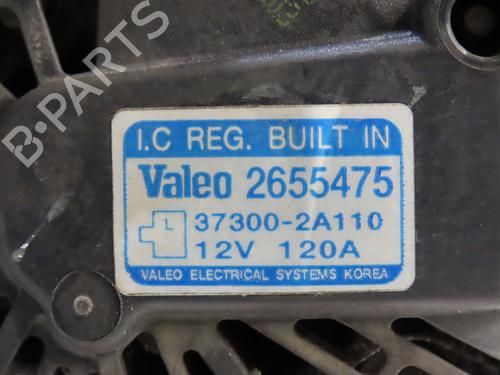 B-PARTS
I.C REG. BUILT IN
Valeo 2655475
37300-2A110
12V 120A
VALEO ELECTRICAL SYSTEMS KOREA